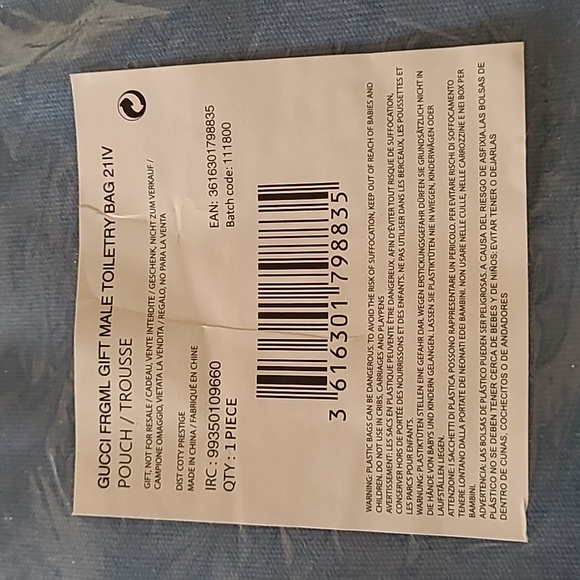 GUCCI FRGML GIFT MALE TOILETRY BAG 21IV
POUCH / TROUSSE
GIFT, NOT FOR RESALE / CADEAU, VENTE INTERDITE / GESCHENK, NICHT ZUM VERKAUF /
CAMPIONE OMAGGIO, VIETATA LA VENDITA / REGALO, NO PARA LA VENTA
DIST COTY PRESTIGE
MADE IN CHINA / FABRIQUÉ EN CHINE
IRC : 99350109660
QTY : 1 PIECE
EAN: 3616301798835
Batch code: 111800
3 616301 798835
WARNING: PLASTIC BAGS CAN BE DANGEROUS. TO AVOID THE RISK OF SUFFOCATION, KEEP OUT OF REACH OF BABIES AND
CHILDREN. DO NOT USE IN CRIBS, CARRIAGES AND PLAYPENS
AVERTISSEMENT: LES SACS EN PLASTIQUE PEUVENT ÊTRE DANGEREUX. AFIN D'ÉVITER TOUT RISQUE DE SUFFOCATION,
CONSERVER HORS DE PORTÉE DES NOURRISSONS ET DES ENFANTS. NE PAS UTILISER DANS LES BERCEAUX, LES POUSSETTES ET
LES PARCS POUR ENFANTS.
WARNUNG: PLASTIKTÜTEN STELLEN EINE GEFAHR DAR. WEGEN ERSTICKUNGSGEFAHR DÜRFEN SIE GRUNDSÄTZLICH NICHT IN
DIE HÄNDE VON BABYS UND KINDERN GELANGEN. LASSEN SIE PLASTIKTÜTEN NIE IN WIEGEN, KINDERWÄGEN ODER
LAUFSTÄLLEN LIEGEN.
ATTENZIONE: I SACCHETTI DI PLASTICA POSSONO RAPPRESENTARE UN PERICOLO. PER EVITARE RISCHI DI SOFFOCAMENTO
TENERE LONTANO DALLA PORTATE DEI NEONATI E DEI BAMBINI. NON USARE NELLE CULLE, NELLE CARROZZINE E NEI BOX PER
BAMBINI.
ADVERTENCIA: LAS BOLSAS DE PLÁSTICO PUEDEN SER PELIGROSAS. A CAUSA DEL RIESGO DE ASFIXIA, LAS BOLSAS DE
PLÁSTICO NO SE DEBEN TENER CERCA DE BEBES Y DE NIÑOS: EVITAR TENER O DEJARLAS
DENTRO DE CUNAS, COCHECITOS O DE ANDADORES